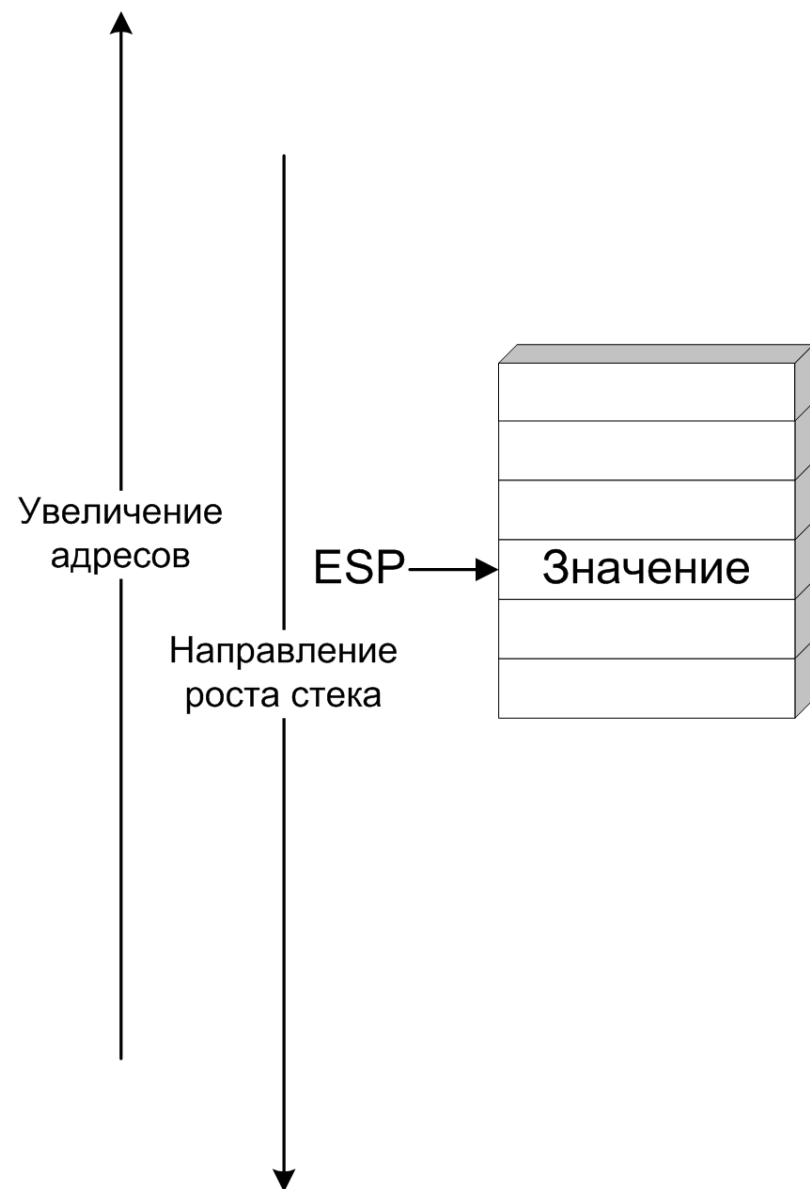 Увеличение
адресов
ESP
Значение
Направление
роста стека